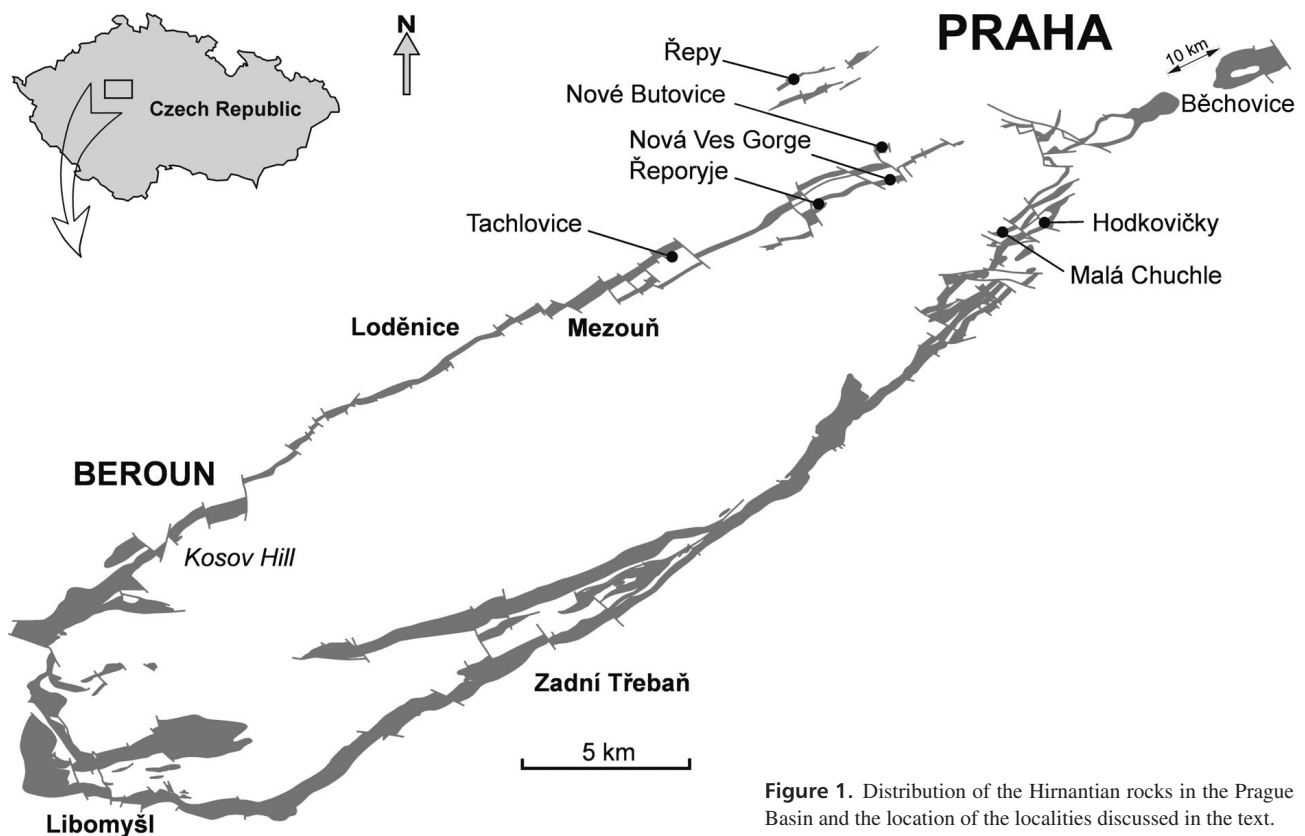 N
PRAHA
Czech Republic
Řepy
10 km
Nové Butovice
Běchovice
Nová Ves Gorge
Řeporyje
Tachlovice
Hodkovičky
Malá Chuchle
Loděnice
Mezouň
BEROUN
Kosov Hill
Zadní Třebaň
5 km
Libomyšl
Figure 1. Distribution of the Hirnantian rocks in the Prague
Basin and the location of the localities discussed in the text.